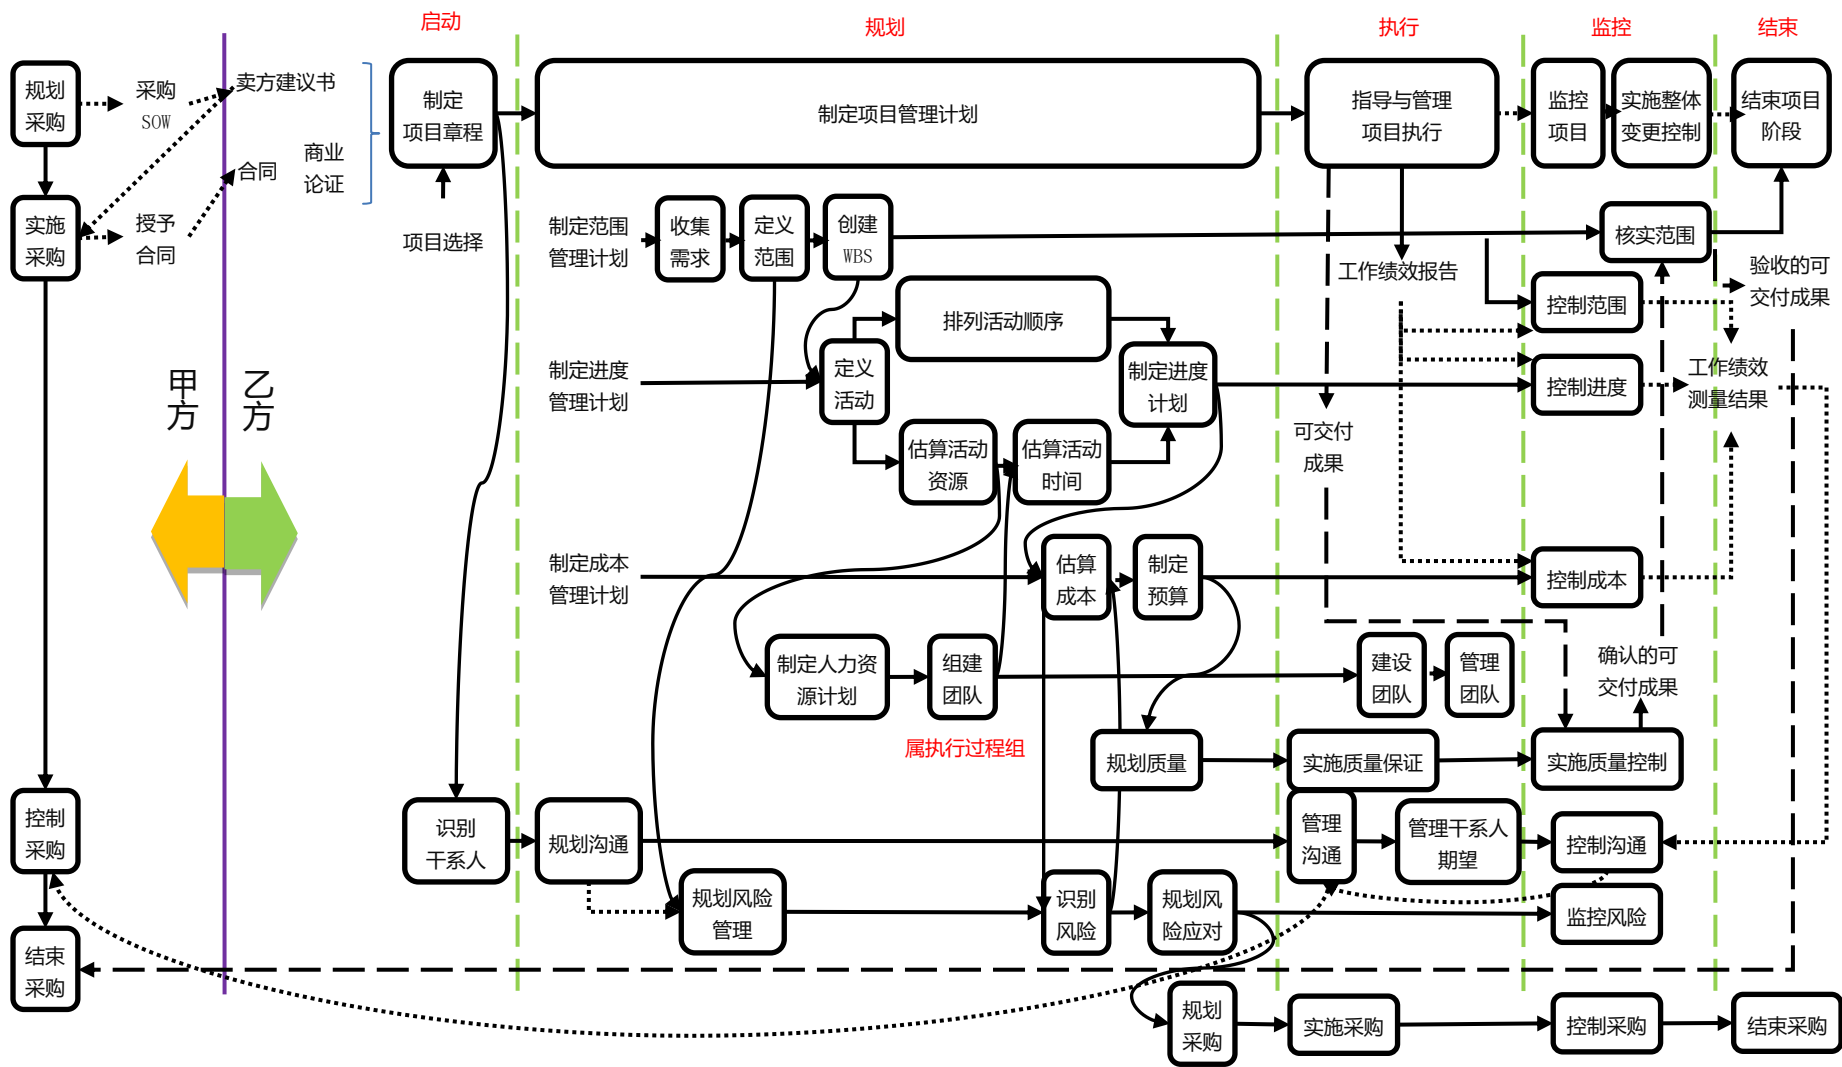 启动
规划
执行
监控
结束
规划
采购
采购
SOW
卖方建议书
制定
项目章程
制定项目管理计划
指导与管理
项目执行
监控
项目
实施整体
变更控制
结束项目
阶段
合同
商业
论证
实施
采购
授予
合同
项目选择
制定范围
管理计划
收集
需求
定义
范围
创建
WBS
核实范围
工作绩效报告
验收的可
交付成果
控制范围
排列活动顺序
甲方
乙方
制定进度
管理计划
定义
活动
制定进度
计划
控制进度
工作绩效
测量结果
可交付
成果
估算活动
资源
估算活动
时间
制定成本
管理计划
估算
成本
制定
预算
控制成本
制定人力资
源计划
组建
团队
建设
团队
管理
团队
确认的可
交付成果
属执行过程组
规划质量
实施质量保证
实施质量控制
控制
采购
识别
干系人
规划沟通
管理
沟通
管理干系人
期望
控制沟通
规划风险
管理
识别
风险
规划风
险应对
监控风险
结束
采购
规划
采购
实施采购
控制采购
结束采购